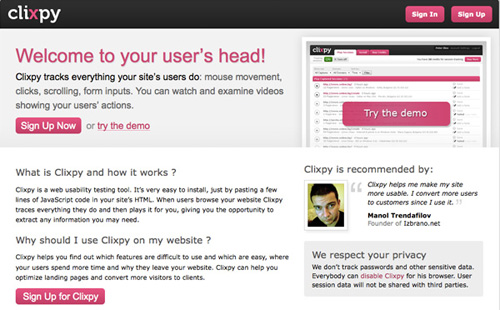 clixpy
Sign In
Sign Up
Welcome to your user's head!
Clixpy tracks everything your site's users do: mouse movement,
clicks, scrolling, form inputs. You can watch and examine videos
showing your users' actions.
Sign Up Now or try the demo
clixpy
Try the demo
What is Clixpy and how it works ?
Clixpy is a web usability testing tool. It's very easy to install, just by pasting a few
lines of JavaScript code in your site's HTML. When users browse your website Clixpy
traces everything they do and then plays it for you, giving you the opportunity to
extract any information you may need.
Why should I use Clixpy on my website ?
Clixpy helps you find out which features are difficult to use and which are easy, where
your users spend more time and why they leave your website. Clixpy can help you
optimize landing pages and convert more visitors to clients.
Sign Up for Clixpy
Clixpy is recommended by:
“ Clixpy helps me make my site
more usable. I convert more users
to customers since I use it. ”
Manol Trendafilov
Founder of Izbrano.net
We respect your privacy
We don't track passwords and other sensitive data.
Everybody can disable Clixpy for his browser. User
session data will not be shared with third parties.